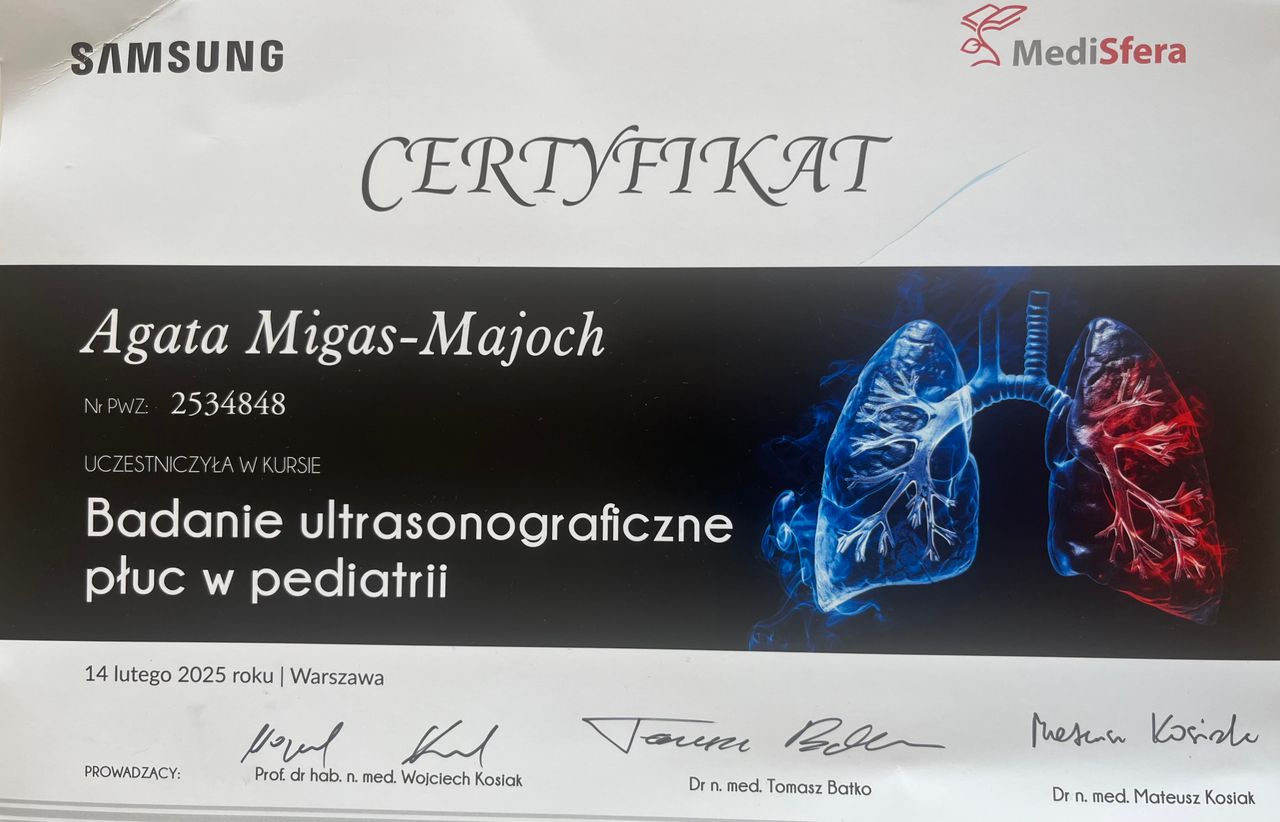 SAMSUNG
MediSfera
CERTYFIKAT
Agata Migas-Majoch
Nr PWZ: 2534848
UCZESTNICZYŁA W KURSIE
Badanie ultrasonograficzne
płuc w pediatrii
14 lutego 2025 roku | Warszawa
PROWADZĄCY:
Prof. dr hab. n. med. Wojciech Kosiak
Dr n. med. Tomasz Batko
Dr n. med. Mateusz Kosiak